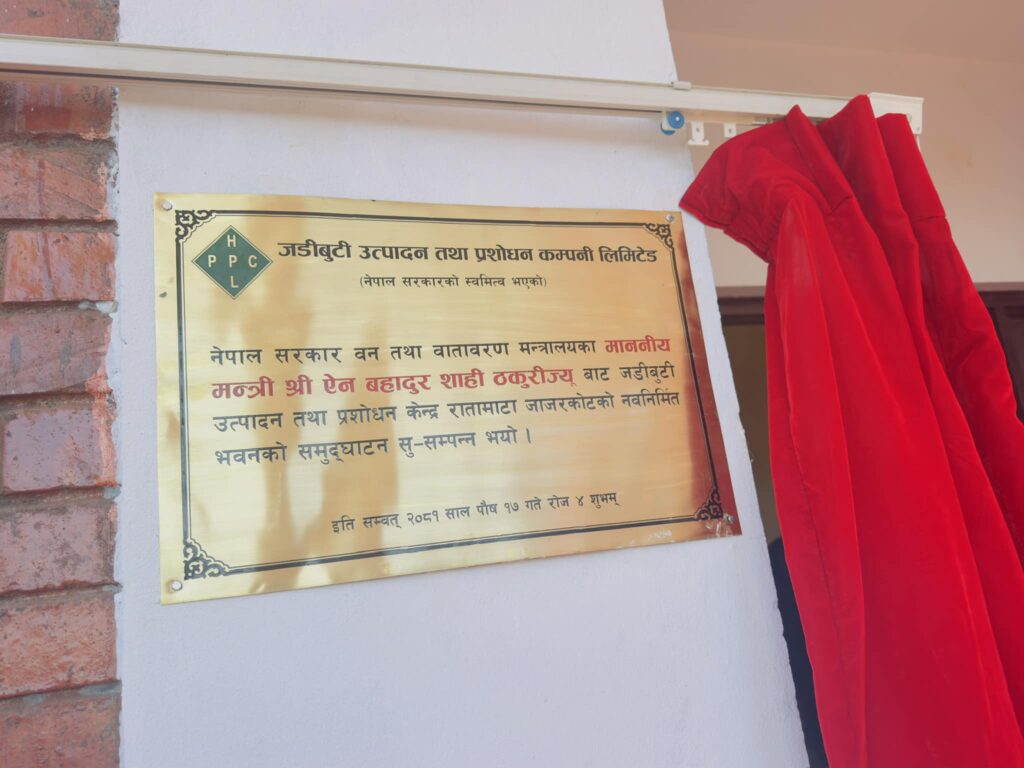 H
P P C
L
जडीबुटी उत्पादन तथा प्रशोधन कम्पनी लिमिटेड
(नेपाल सरकारको स्वमित्व भएको)
नेपाल सरकार वन तथा वातावरण मन्त्रालयका माननीय
मन्त्री श्री ऐन बहादुर शाही ठकुरीज्यू बाट जडीबुटी
उत्पादन तथा प्रशोधन केन्द्र रातामाटा जाजरकोटको नवनिर्मित
भवनको समुद्घाटन सु-सम्पन्न भयो ।
इति सम्वत् २०८१ साल पौष १७ गते रोज ४ शुभम्